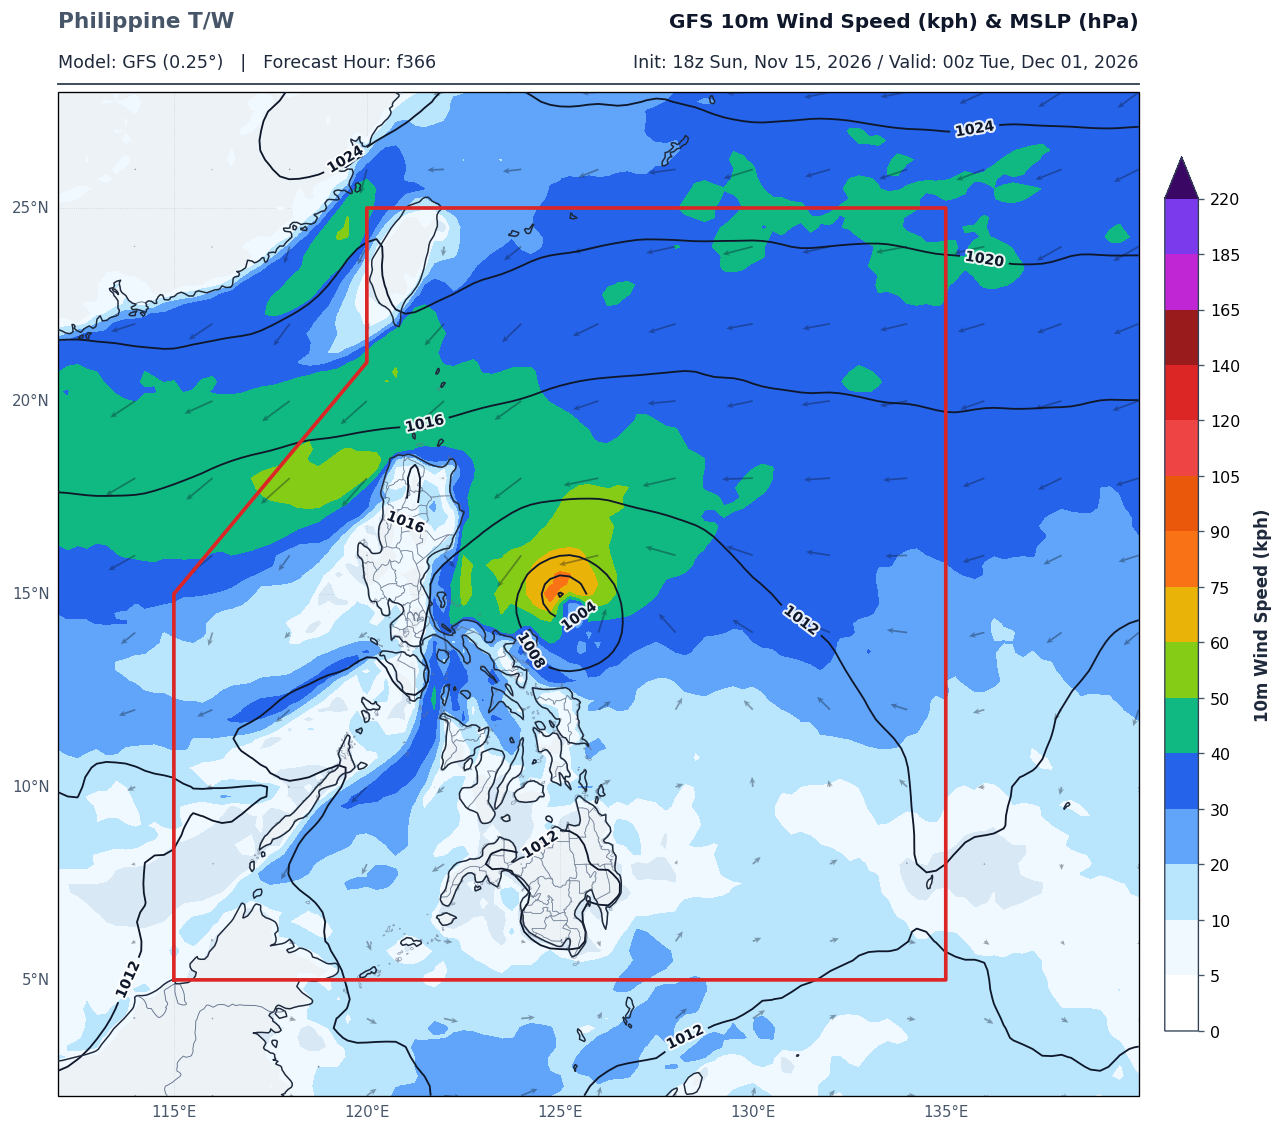 Philippine T/W
GFS 10m Wind Speed (kph) & MSLP (hPa)
Model: GFS (0.25°)   |   Forecast Hour: f366
Init: 18z Sun, Nov 15, 2026 / Valid: 00z Tue, Dec 01, 2026
1024
1024
1020
1016
1016
1012
1004
1008
1012
1012
1012
25°N
20°N
15°N
10°N
5°N
115°E
120°E
125°E
130°E
135°E
220
185
165
140
120
105
90
75
60
50
40
30
20
10
5
0
10m Wind Speed (kph)